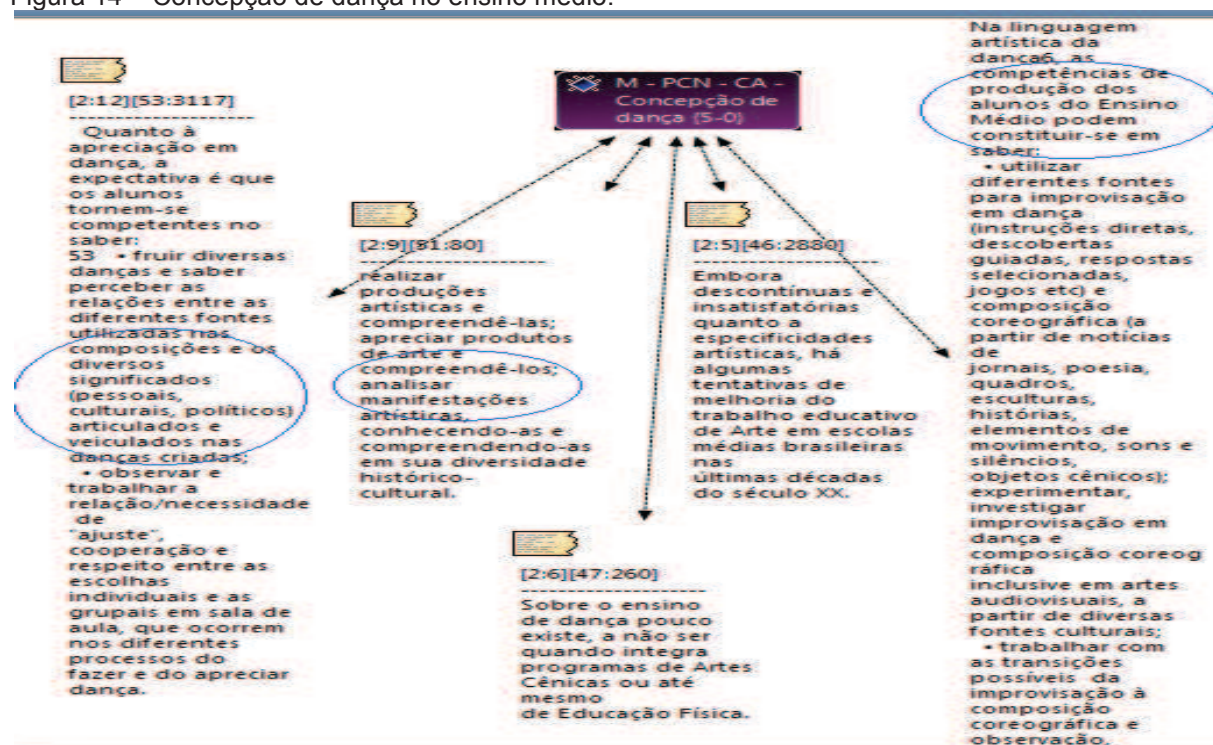 Figura 14 – Concepção de dança no ensino médio.
M - PCN - CA -
Concepção de
dança {5-0}
[2:12][53:3117]
--------------------
Quanto à
apreciação em
dança, a
expectativa é que
os alunos
tornem-se
competentes no
saber:
53 • fruir diversas
danças e saber
perceber as
relações entre as
diferentes fontes
utilizadas nas
composições e os
diversos
significados
(pessoais,
culturais, políticos)
articulados e
veiculados nas
danças criadas;
• observar e
trabalhar a
relação/necessidade
de
"ajuste",
cooperação e
respeito entre as
escolhas
individuais e as
grupais em sala de
aula, que ocorrem
nos diferentes
processos do
fazer e do apreciar
dança.
[2:9][51:80]
--------------------
realizar
produções
artísticas e
compreendê-las;
apreciar produtos
de arte e
compreendê-los;
analisar
manifestações
artísticas,
conhecendo-as e
compreendendo-as
em sua diversidade
histórico-
cultural.
[2:6][47:260]
--------------------
Sobre o ensino
de dança pouco
existe, a não ser
quando integra
programas de Artes
Cênicas ou até
mesmo
de Educação Física.
[2:5][46:2880]
--------------------
Embora
descontínuas e
insatisfatórias
quanto a
especificidades
artísticas, há
algumas
tentativas de
melhoria do
trabalho educativo
de Arte em escolas
médias brasileiras
nas
últimas décadas
do século XX.
Na linguagem
artística da
dança6, as
competências de
produção dos
alunos do Ensino
Médio podem
constituir-se em
saber:
• utilizar
diferentes fontes
para improvisação
em dança
(instruções diretas,
descobertas
guiadas, respostas
selecionadas,
jogos etc) e
composição
coreográfica (a
partir de notícias
de
jornais, poesia,
quadros,
esculturas,
histórias,
elementos de
movimento, sons e
silêncios,
objetos cênicos);
experimentar,
investigar
improvisação em
dança e
composição coreog
ráfica
inclusive em artes
audiovisuais, a
partir de diversas
fontes culturais;
• trabalhar com
as transições
possíveis da
improvisação à
composição
coreográfica e
observação,